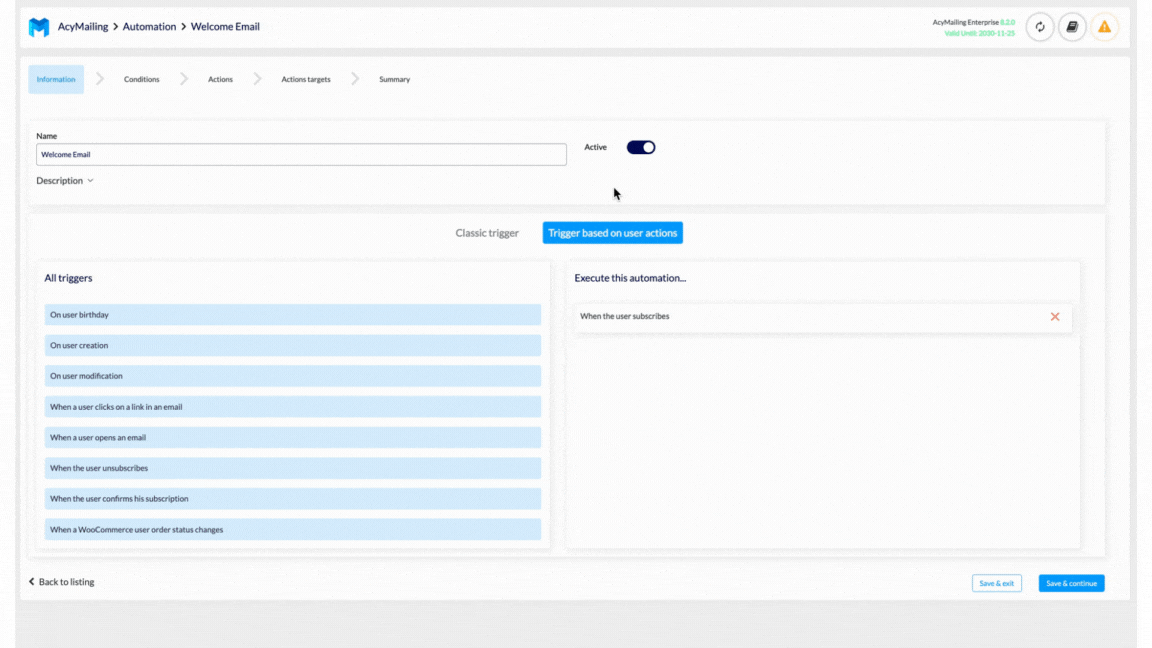 AcyMailing > Automation > Welcome Email
AcyMailing Enterprise 6.2.0
Valid Until: 2030-11-25
Information
Conditions
Actions
Actions targets
Summary
Name
Welcome Email
Active
Description
Classic trigger
Trigger based on user actions
All triggers
On user birthday
On user creation
On user modification
When a user clicks on a link in an email
When a user opens an email
When the user unsubscribes
When the user confirms his subscription
When a WooCommerce user order status changes
Execute this automation...
When the user subscribes
Back to listing
Save & exit
Save & continue